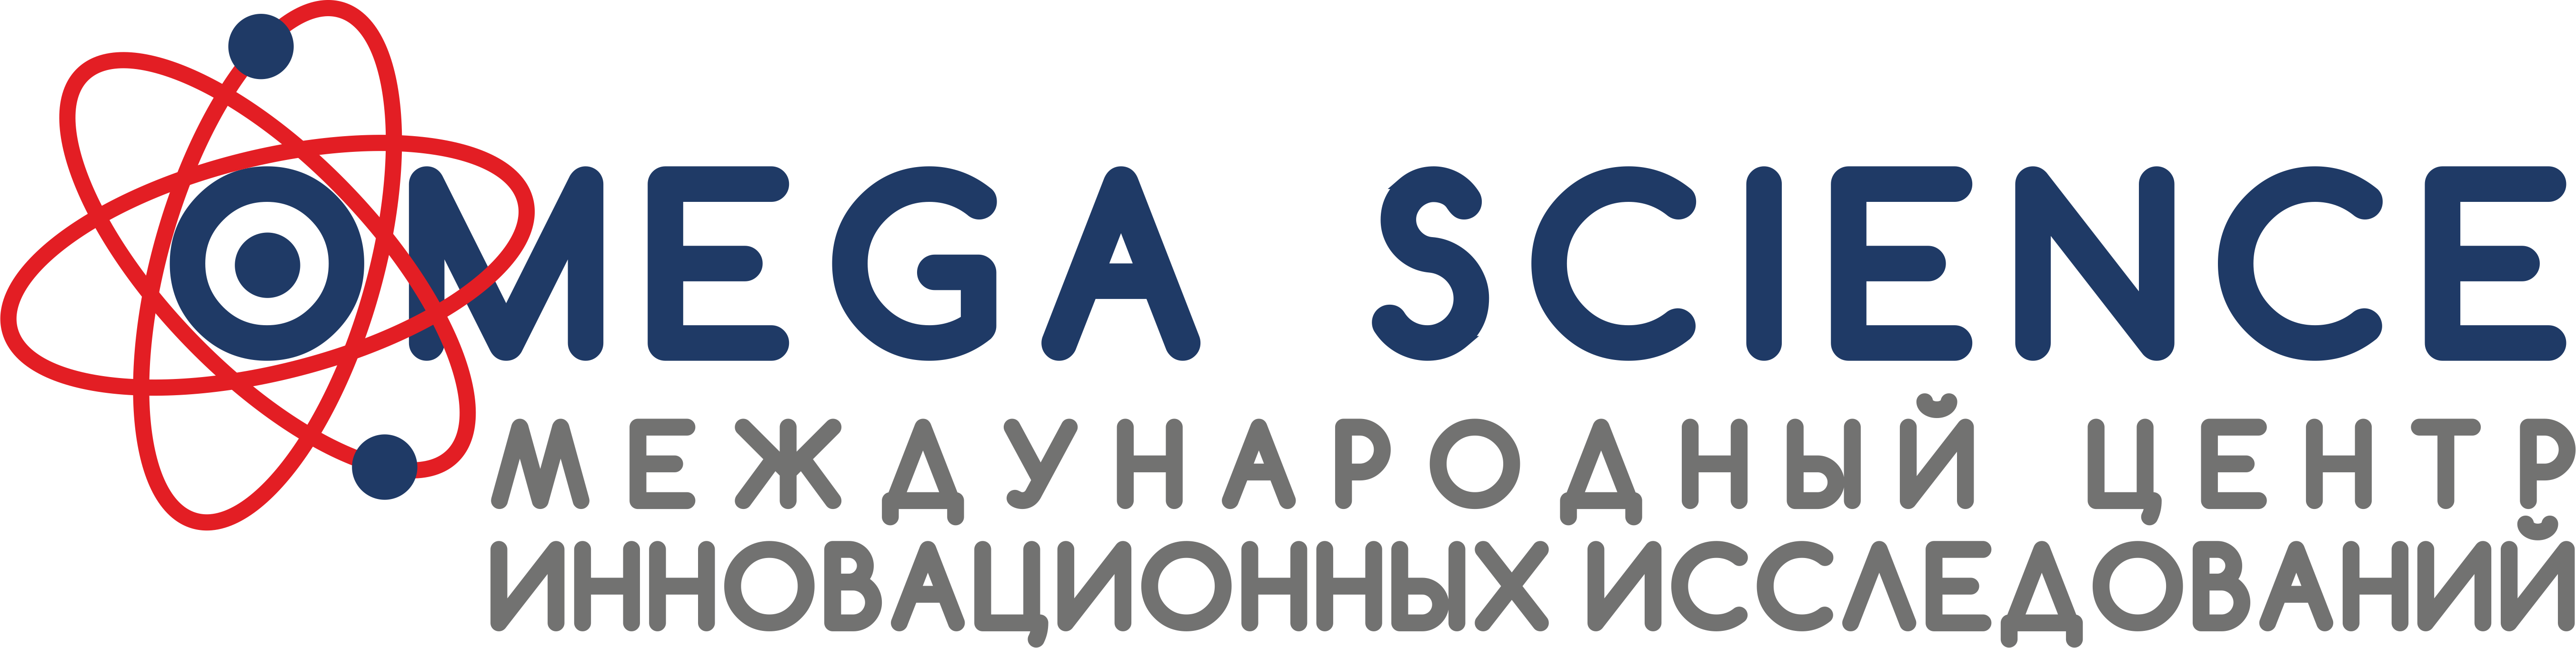 OMEGA SCIENCE
МЕЖДУНАРОДНЫЙ ЦЕНТР
ИННОВАЦИОННЫХ ИССЛЕДОВАНИЙ